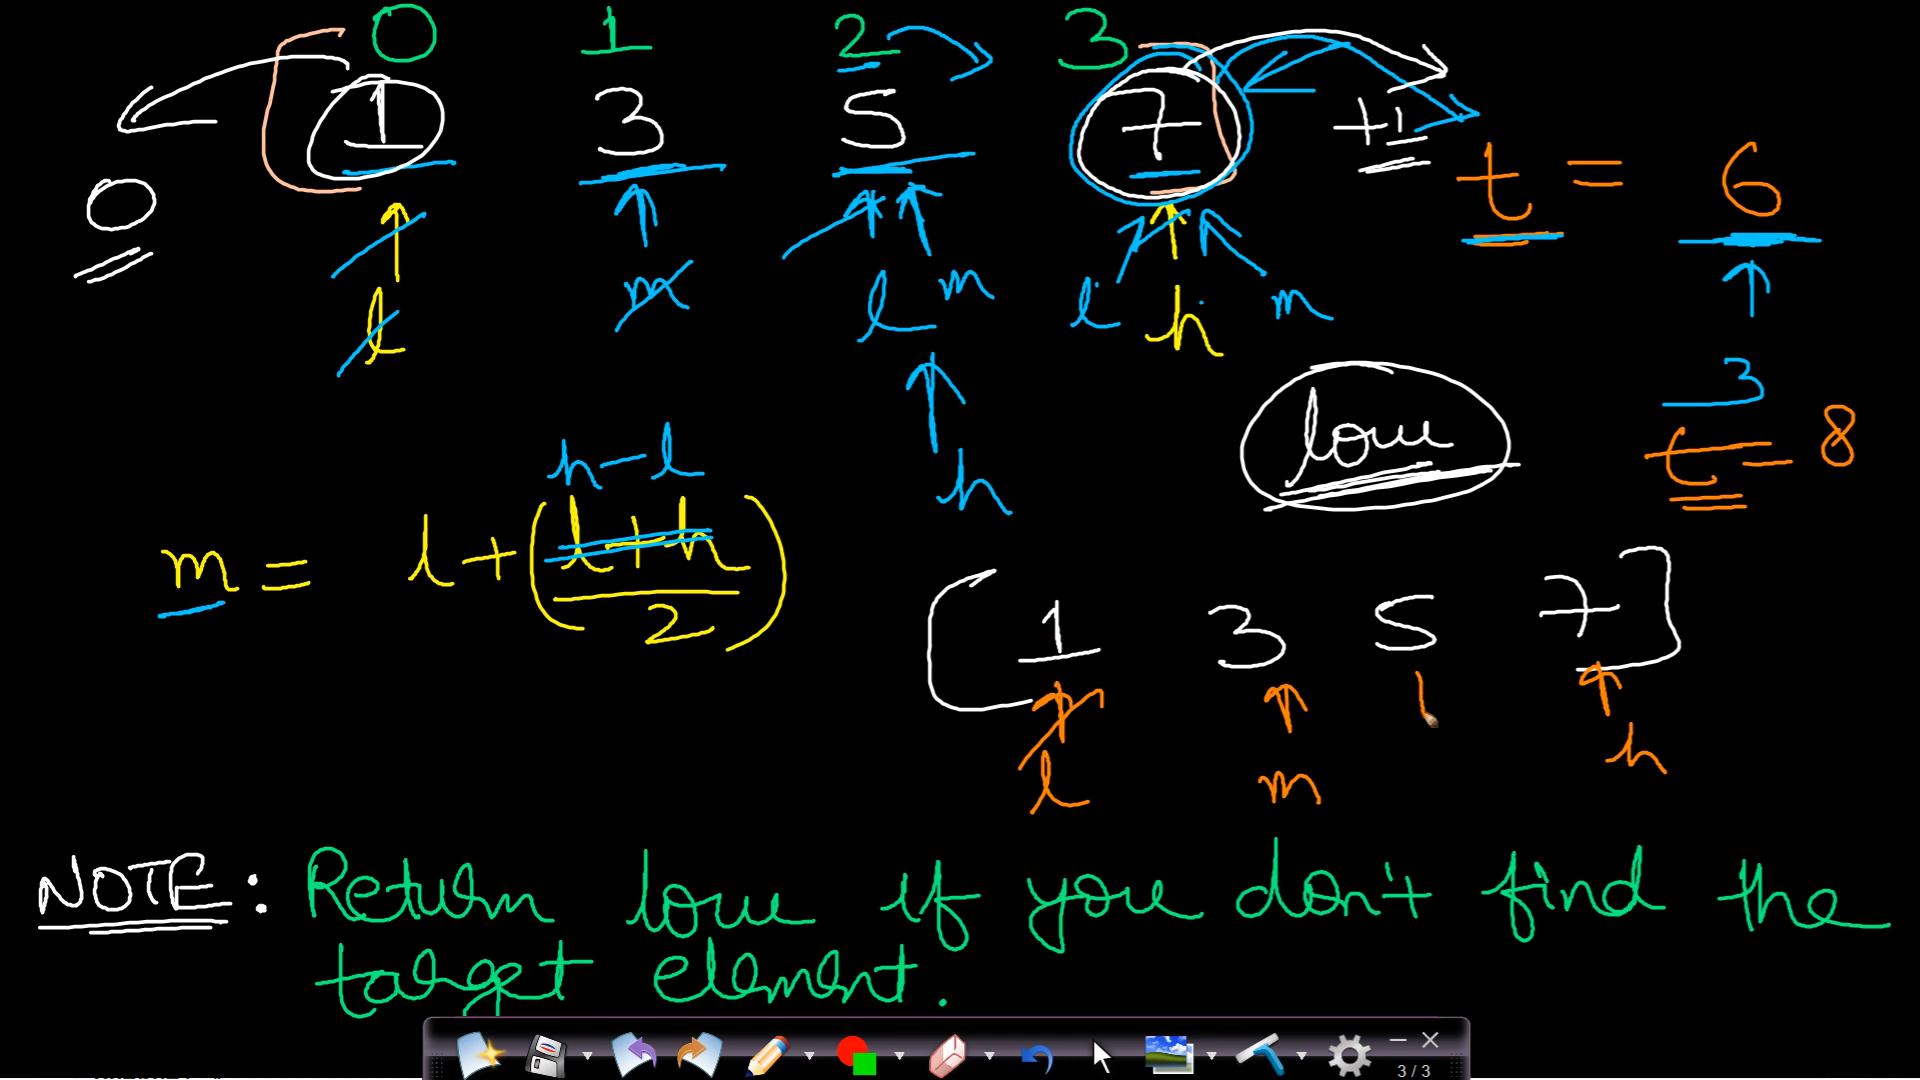 0 1 2 3
1 3 5 7 +1
t = 6
0
l m l m l h m
3
low
t = 8
h - l
h
m = l + (l+h / 2)
[1 3 5 7]
l m h
NOTE: Return low if you don't find the
target element.
3 / 3